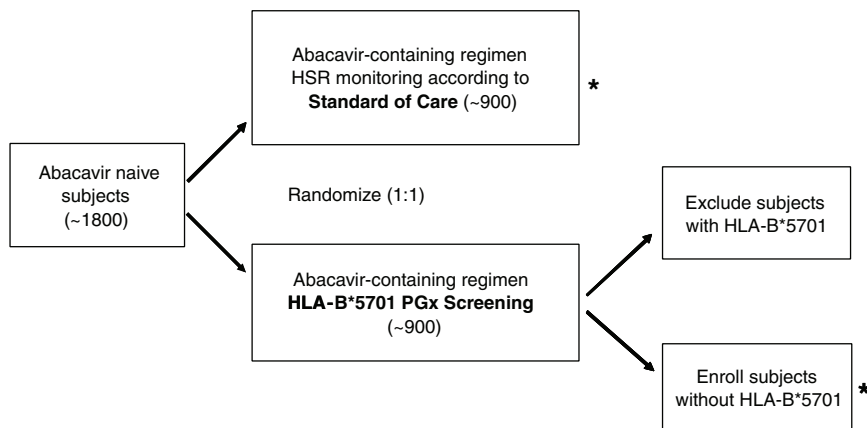 Abacavir-containing regimen
HSR monitoring according to
Standard of Care (~900)
*
Abacavir naive
subjects
(~1800)
Randomize (1:1)
Exclude subjects
with HLA-B*5701
Abacavir-containing regimen
HLA-B*5701 PGx Screening
(~900)
Enroll subjects
without HLA-B*5701
*